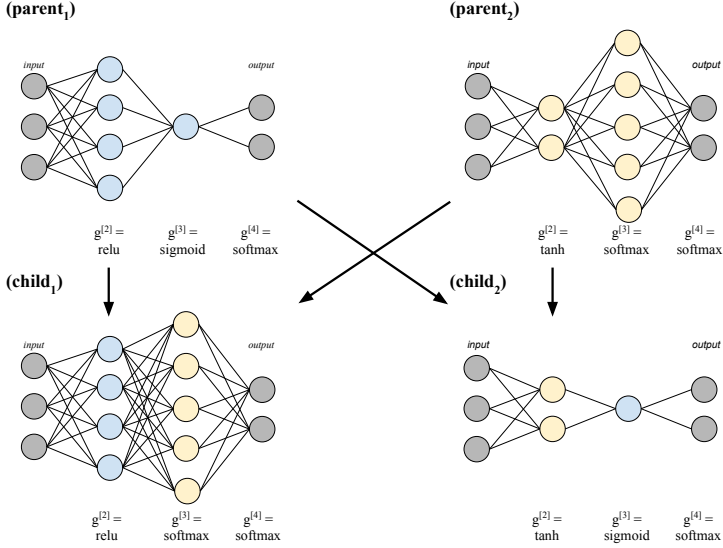 (parent₁)
(parent₂)
input
output
input
output
g[2] =
relu
g[3] =
sigmoid
g[4] =
softmax
g[2] =
tanh
g[3] =
softmax
g[4] =
softmax
(child₁)
(child₂)
input
output
input
output
g[2] =
relu
g[3] =
softmax
g[4] =
softmax
g[2] =
tanh
g[3] =
sigmoid
g[4] =
softmax